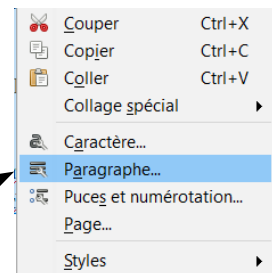 Couper Ctrl+X
Copier Ctrl+C
Coller Ctrl+V
Collage spécial
Caractère...
Paragraphe...
Puces et numérotation...
Page...
Styles